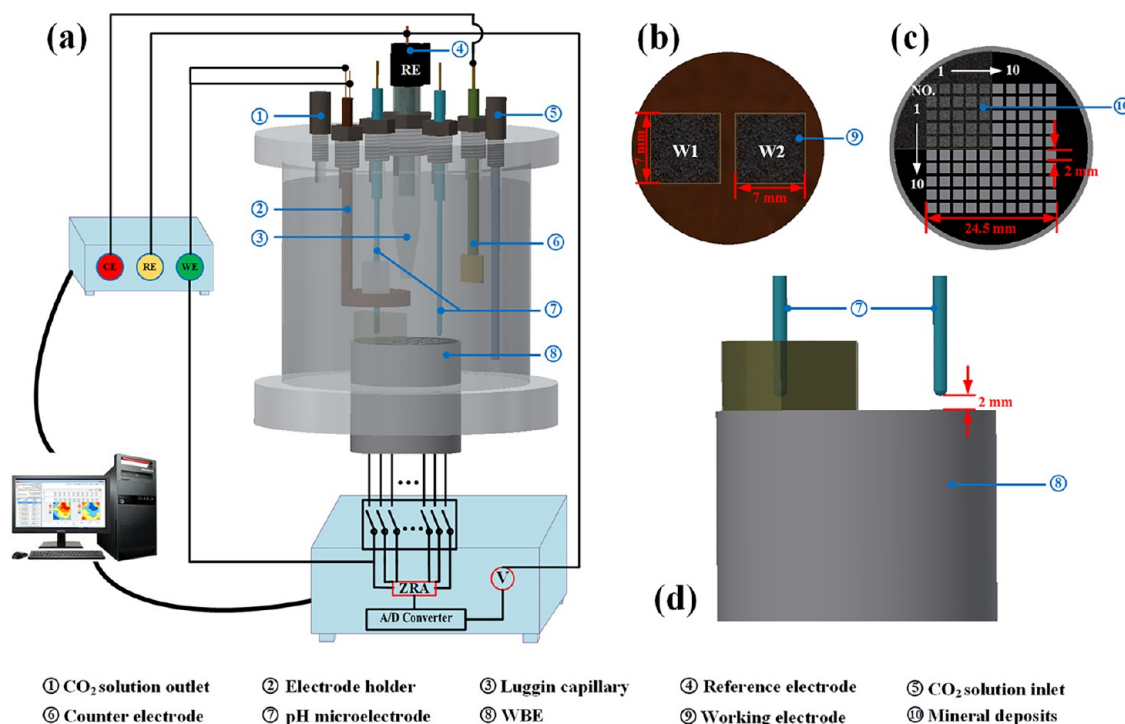 (a)
④
RE
①
⑤
②
③
⑥
⑦
⑧
CE
RE
WE
ZRA
V
A/D Converter
(b)
W1
W2
7 mm
7 mm
⑨
(c)
1
10
NO.
1
10
⑩
2 mm
24.5 mm
⑦
2 mm
⑧
(d)
① CO₂ solution outlet ② Electrode holder ③ Luggin capillary ④ Reference electrode ⑤ CO₂ solution inlet
⑥ Counter electrode ⑦ pH microelectrode ⑧ WBE ⑨ Working electrode ⑩ Mineral deposits